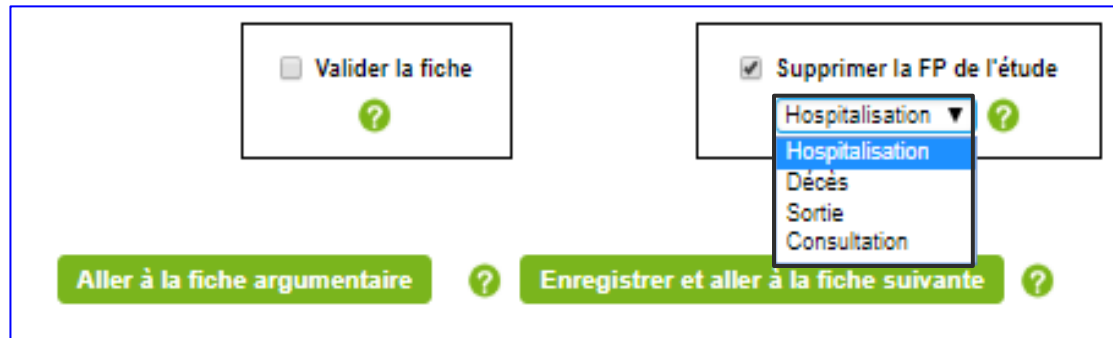 Valider la fiche
?
Supprimer la FP de l'étude
Hospitalisation ▼ ?
Hospitalisation
Décès
Sortie
Consultation
Aller à la fiche argumentaire ? Enregistrer et aller à la fiche suivante ?